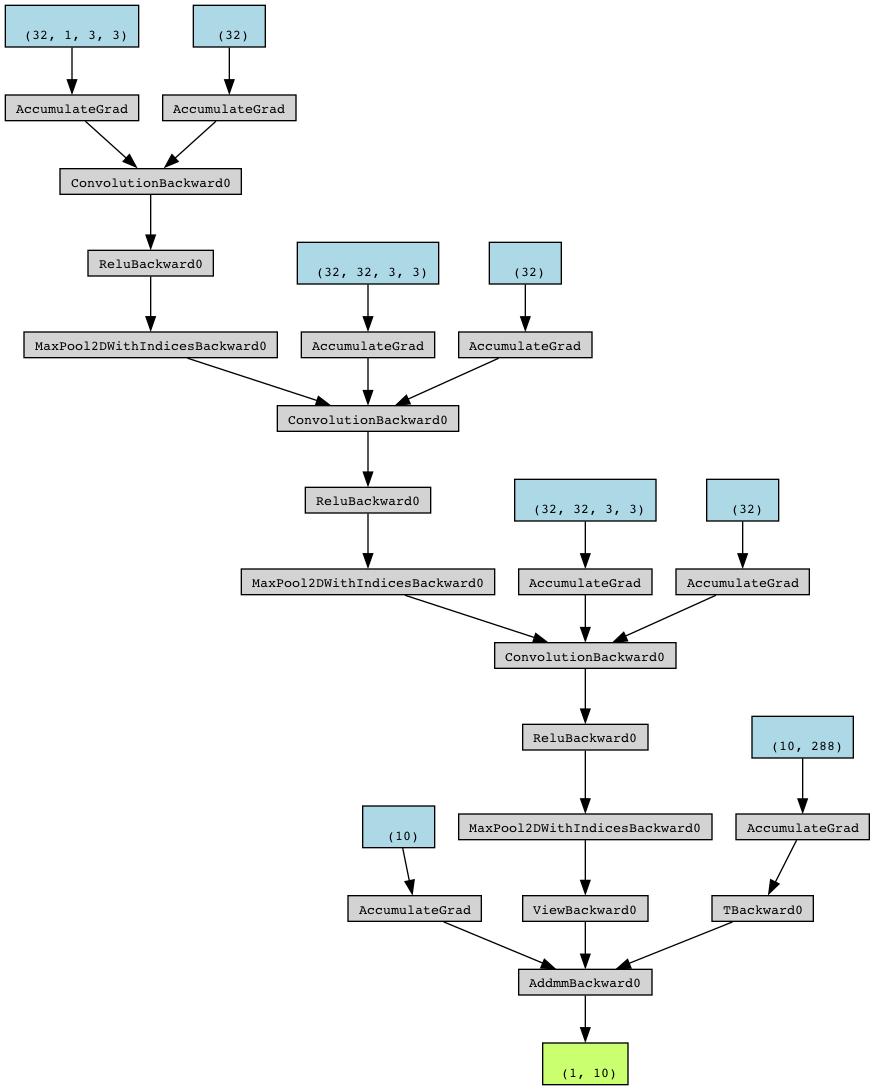 (32, 1, 3, 3)
(32)
AccumulateGrad
AccumulateGrad
ConvolutionBackward0
ReluBackward0
(32, 32, 3, 3)
(32)
MaxPool2DWithIndicesBackward0
AccumulateGrad
AccumulateGrad
ConvolutionBackward0
ReluBackward0
(32, 32, 3, 3)
(32)
MaxPool2DWithIndicesBackward0
AccumulateGrad
AccumulateGrad
ConvolutionBackward0
ReluBackward0
(10, 288)
(10)
MaxPool2DWithIndicesBackward0
AccumulateGrad
AccumulateGrad
ViewBackward0
TBackward0
AddmmBackward0
(1, 10)